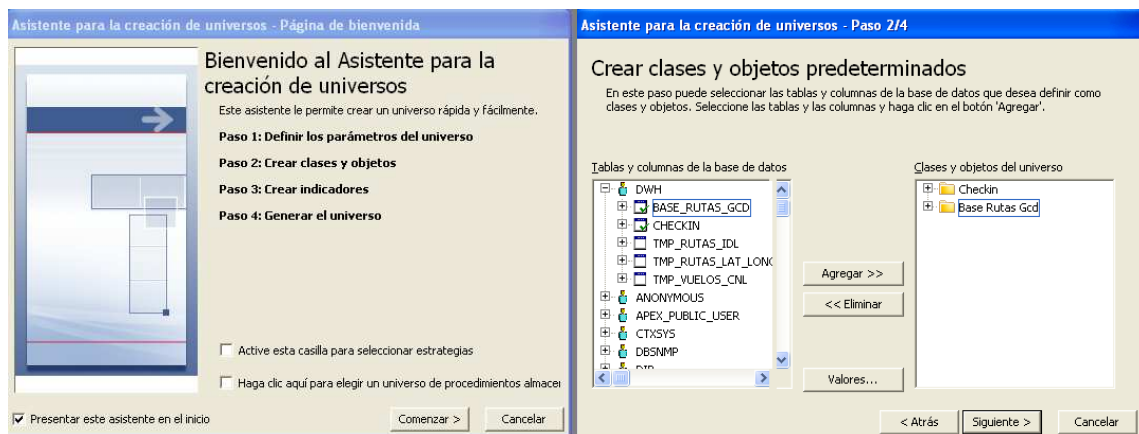 Asistente para la creación de universos - Página de bienvenida
Bienvenido al Asistente para la
creación de universos
Este asistente le permite crear un universo rápida y fácilmente.
Paso 1: Definir los parámetros del universo
Paso 2: Crear clases y objetos
Paso 3: Crear indicadores
Paso 4: Generar el universo
Active esta casilla para seleccionar estrategias
Haga clic aquí para elegir un universo de procedimientos almacei
Presentar este asistente en el inicio
Comenzar >
Cancelar
Asistente para la creación de universos - Paso 2/4
Crear clases y objetos predeterminados
En este paso puede seleccionar las tablas y columnas de la base de datos que desea definir como
clases y objetos. Seleccione las tablas y las columnas y haga clic en el botón 'Agregar'.
Tablas y columnas de la base de datos
DWH
BASE_RUTAS_GCD
CHECKIN
TMP_RUTAS_IDL
TMP_RUTAS_LAT_LONG
TMP_VUELOS_CNL
ANONYMOUS
APEX_PUBLIC_USER
CTXSYS
DBSNMP
DIP
Agregar >>
<< Eliminar
Valores...
Clases y objetos del universo
Checkin
Base Rutas Gcd
< Atrás
Siguiente >
Cancelar